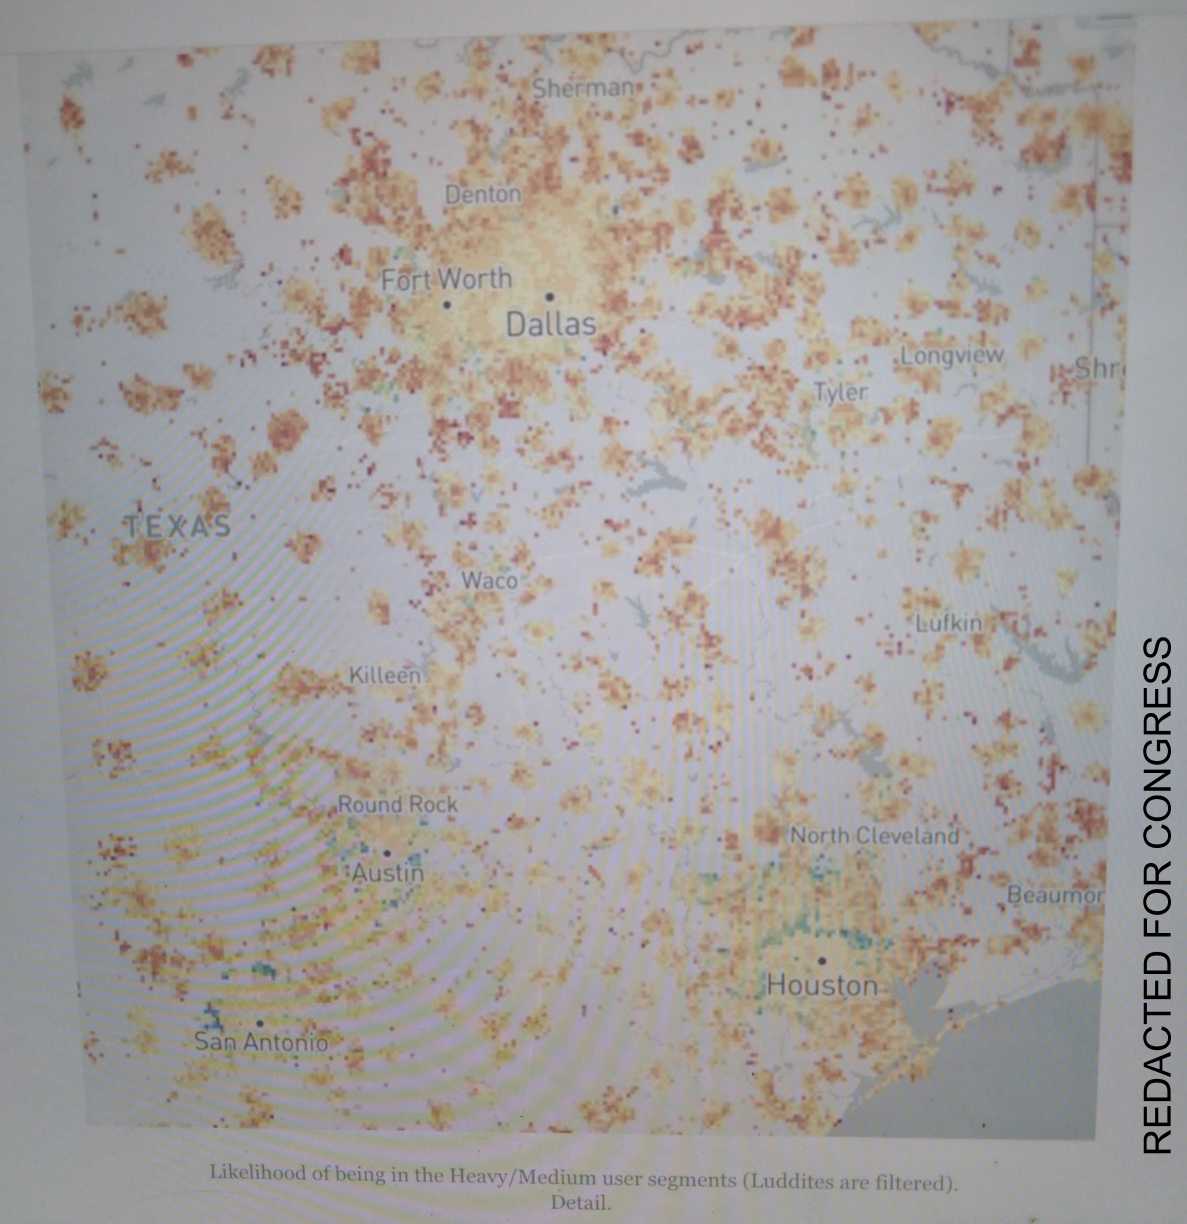 Sherman
Denton
Fort Worth
Dallas
Longview
Shr
Tyler
TEXAS
Waco
Lufkin
Killeen
Round Rock
North Cleveland
Austin
Beaumor
Houston
San Antonio
Likelihood of being in the Heavy/Medium user segments (Luddites are filtered).
Detail.
REDACTED FOR CONGRESS